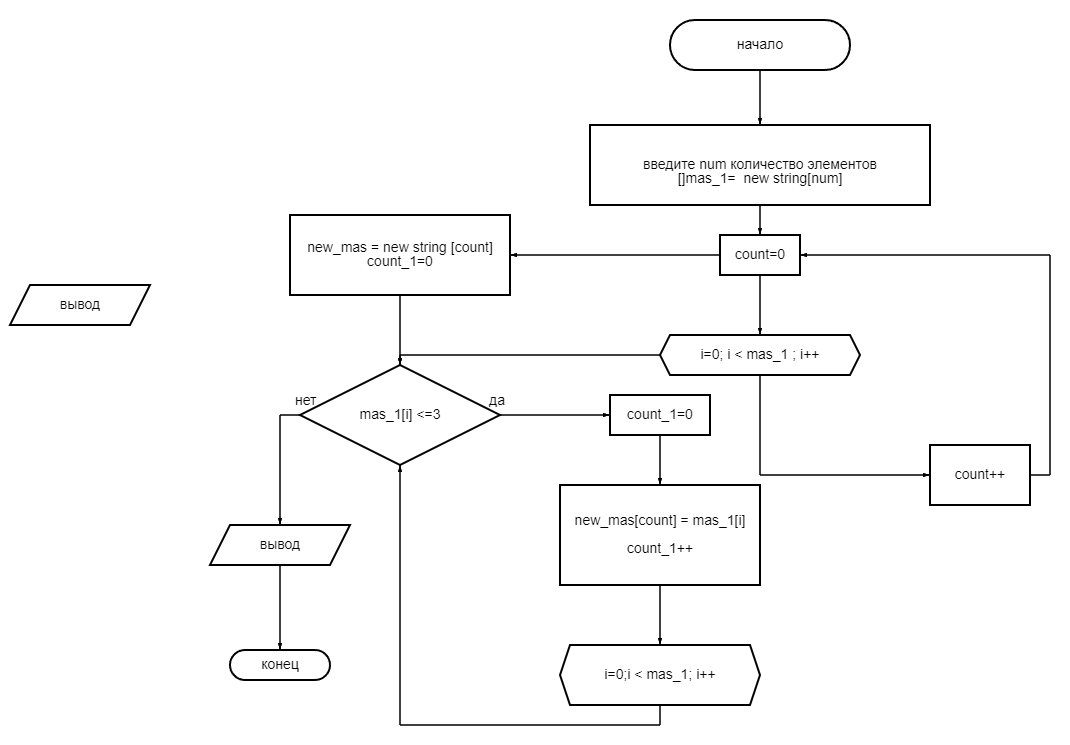 начало
введите num количество элементов
[]mas_1= new string[num]
new_mas = new string [count]
count_1=0
count=0
вывод
i=0; i < mas_1 ; i++
нет
да
mas_1[i] <=3
count_1=0
count++
new_mas[count] = mas_1[i]
count_1++
вывод
конец
i=0;i < mas_1; i++